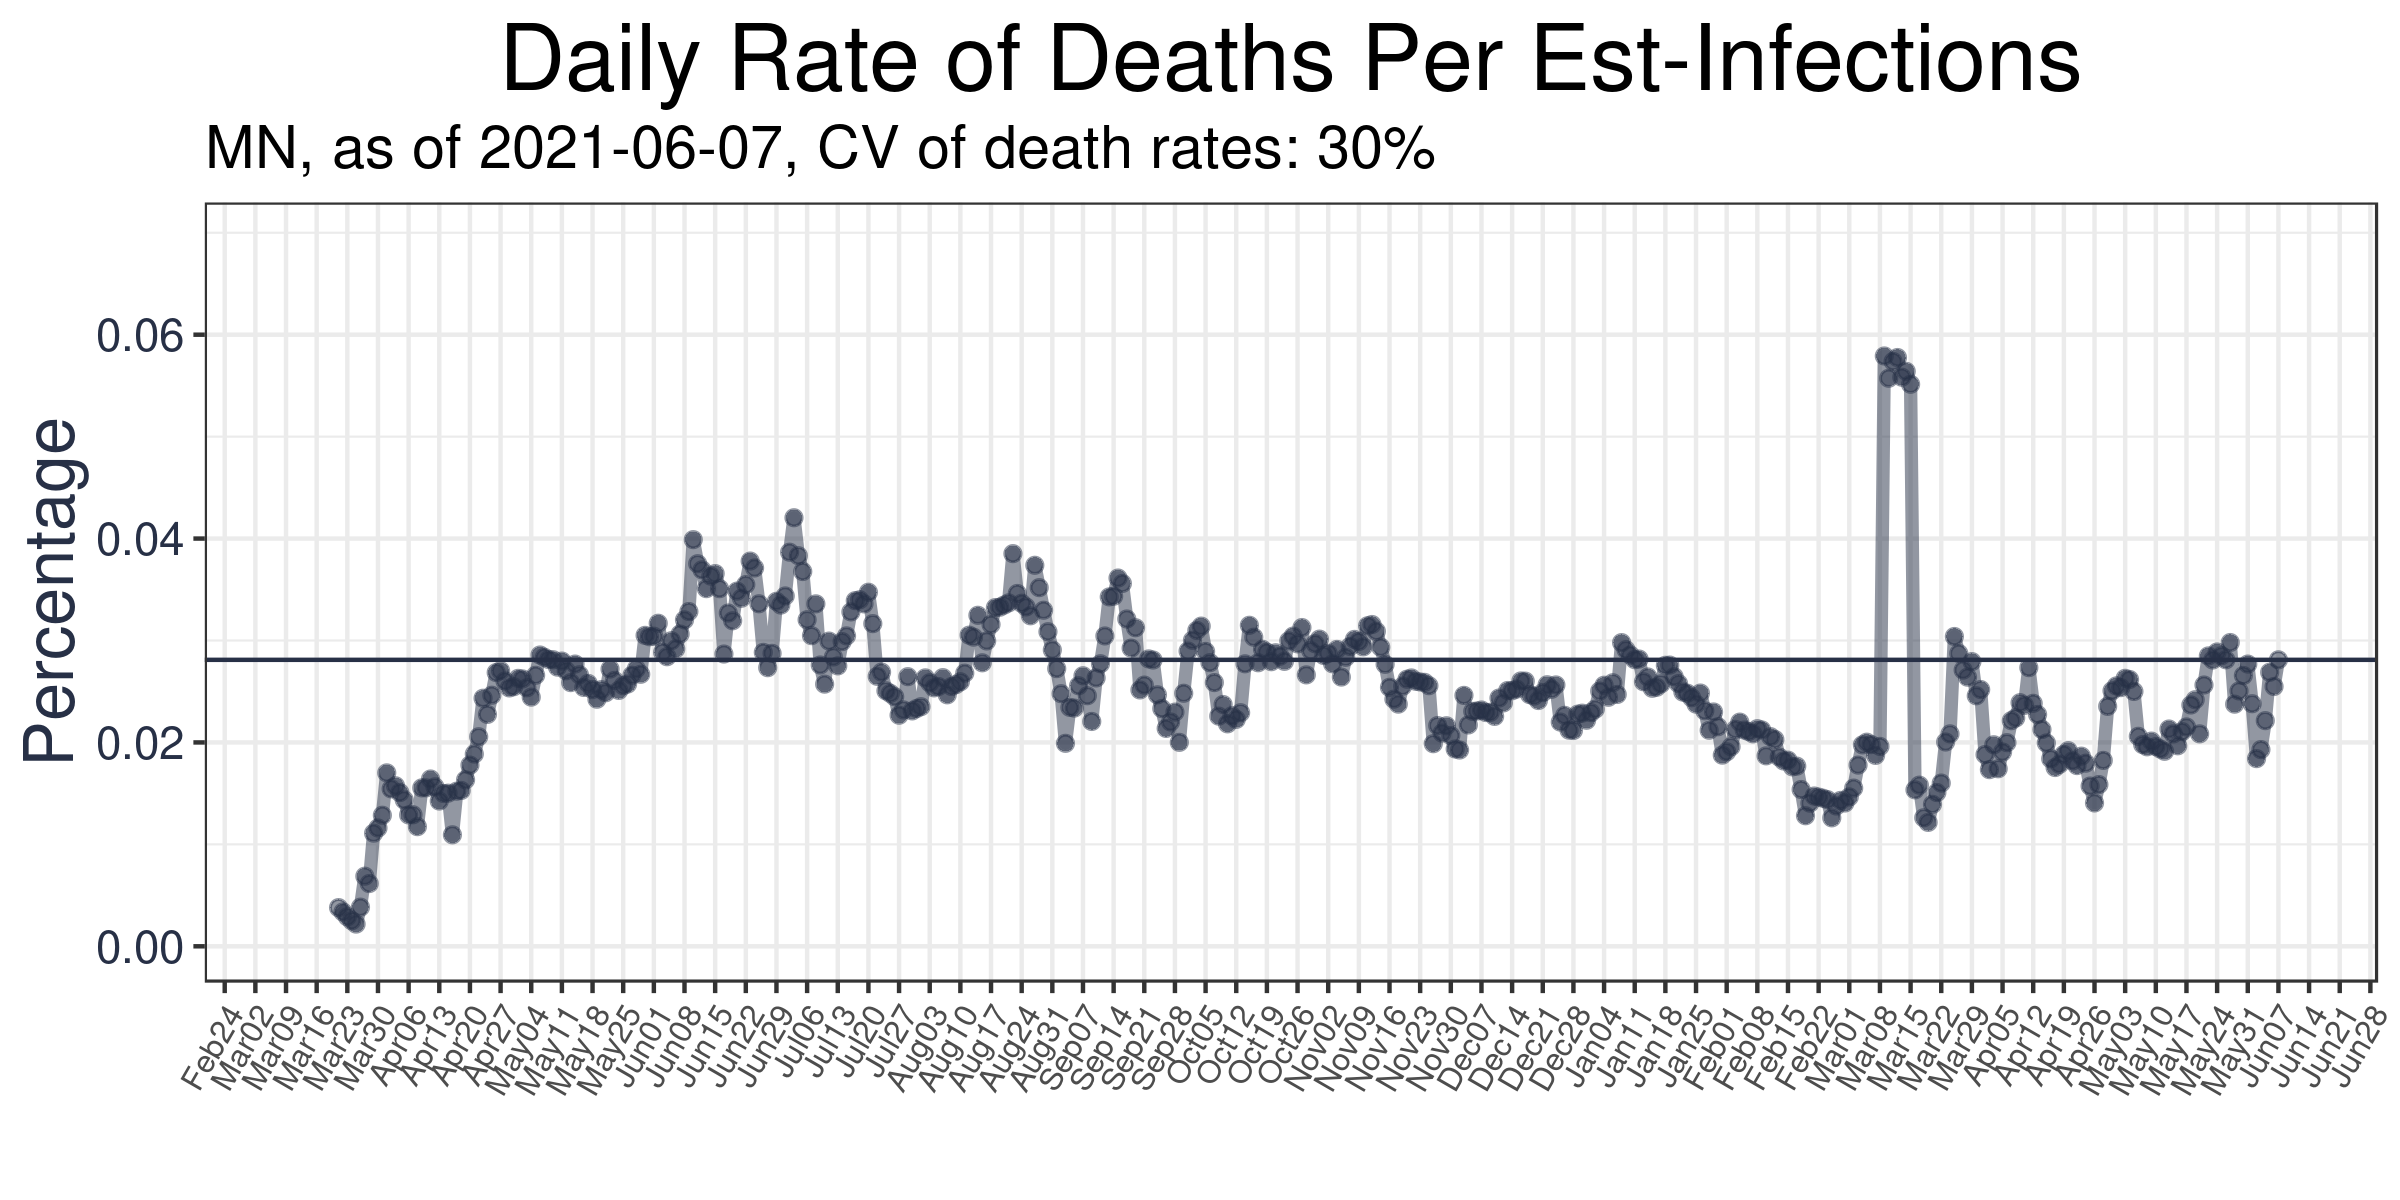 Daily Rate of Deaths Per Est-Infections
MN, as of 2021-06-07, CV of death rates: 30%
Percentage
0.06
0.04
0.02
0.00
Feb24
Mar02
Mar09
Mar16
Mar23
Mar30
Apr06
Apr13
Apr20
Apr27
May04
May11
May18
May25
Jun01
Jun08
Jun15
Jun22
Jun29
Jul06
Jul13
Jul20
Jul27
Aug03
Aug10
Aug17
Aug24
Aug31
Sep07
Sep14
Sep21
Sep28
Oct05
Oct12
Oct19
Oct26
Nov02
Nov09
Nov16
Nov23
Nov30
Dec07
Dec14
Dec21
Dec28
Jan04
Jan11
Jan18
Jan25
Feb01
Feb08
Feb15
Feb22
Mar01
Mar08
Mar15
Mar22
Mar29
Apr05
Apr12
Apr19
Apr26
May03
May10
May17
May24
May31
Jun07
Jun14
Jun21
Jun28